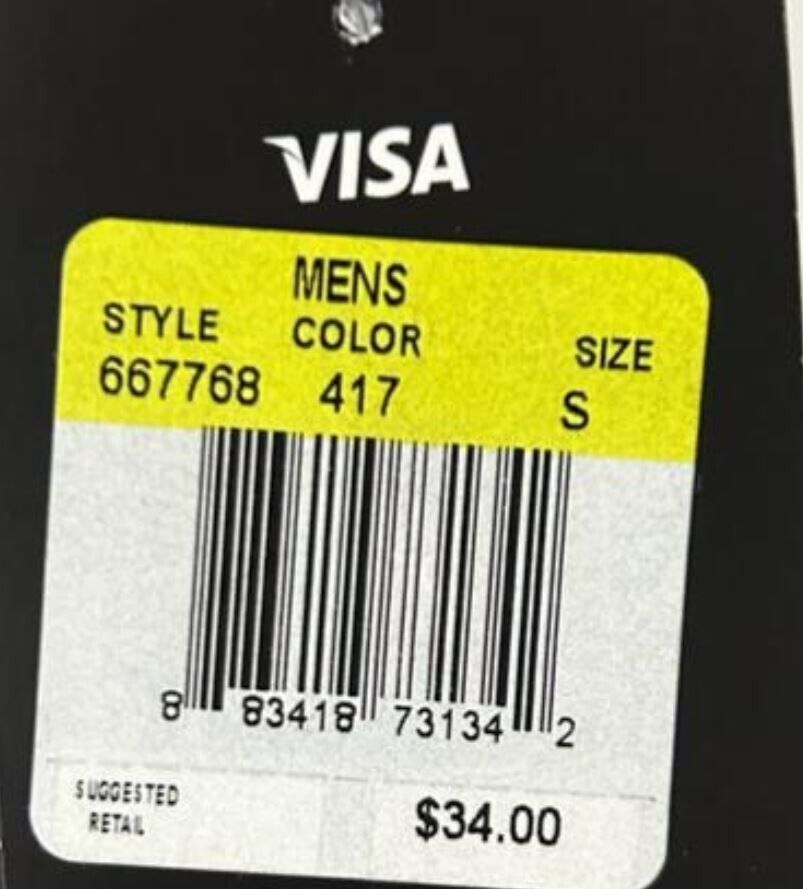 VISA
MENS
STYLE COLOR SIZE
667768 417 S
8 83418 73134 2
SUGGESTED
RETAIL
$34.00